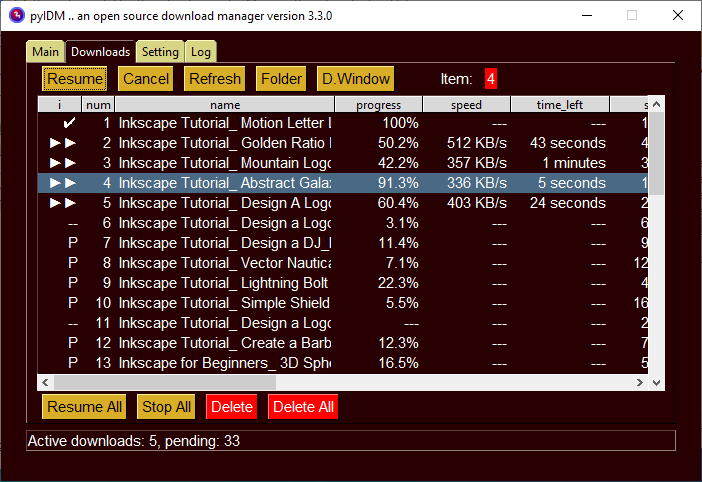 pyIDM .. an open source download manager version 3.3.0
Main Downloads Setting Log
Resume Cancel Refresh Folder D.Window Item: 4
i num name progress speed time_left s
✓ 1 Inkscape Tutorial_ Motion Letter L 100% --- --- 1
▶▶ 2 Inkscape Tutorial_ Golden Ratio 50.2% 512 KB/s 43 seconds 4
▶▶ 3 Inkscape Tutorial_ Mountain Logo 42.2% 357 KB/s 1 minutes 3
▶▶ 4 Inkscape Tutorial_ Abstract Galax 91.3% 336 KB/s 5 seconds 1
▶▶ 5 Inkscape Tutorial_ Design A Logo 60.4% 403 KB/s 24 seconds 2
-- 6 Inkscape Tutorial_ Design a Logo 3.1% --- --- 6
P 7 Inkscape Tutorial_ Design a DJ_ 11.4% --- --- 9
P 8 Inkscape Tutorial_ Vector Nautica 7.1% --- --- 12
P 9 Inkscape Tutorial_ Lightning Bolt 22.3% --- --- 4
P 10 Inkscape Tutorial_ Simple Shield 5.5% --- --- 16
-- 11 Inkscape Tutorial_ Design a Logo --- --- --- 2
P 12 Inkscape Tutorial_ Create a Barb 12.3% --- --- 7
P 13 Inkscape for Beginners_ 3D Sphe 16.5% --- --- 5
Resume All Stop All Delete Delete All
Active downloads: 5, pending: 33